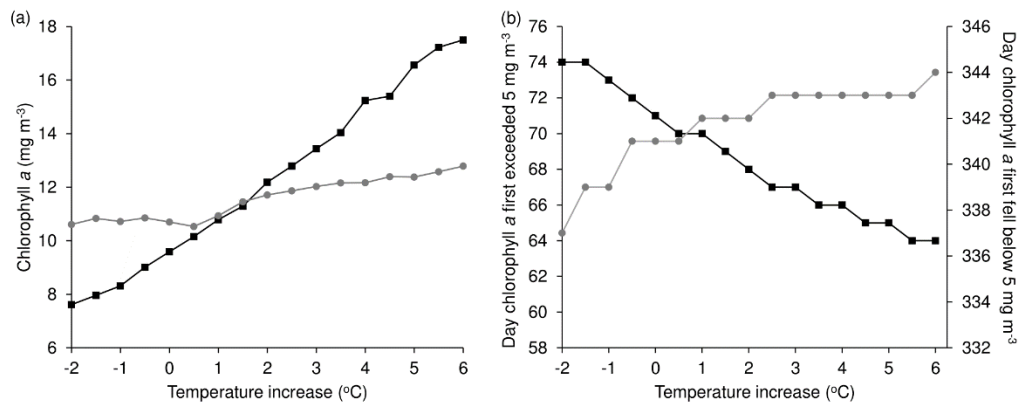 (a)
18
16
14
12
10
8
6
Chlorophyll a (mg m-3)
-2 -1 0 1 2 3 4 5 6
Temperature increase (oC)
(b)
76
74
72
70
68
66
64
62
60
58
Day chlorophyll a first exceeded 5 mg m-3
346
344
342
340
338
336
334
332
Day chlorophyll a first fell below 5 mg m-3
-2 -1 0 1 2 3 4 5 6
Temperature increase (oC)